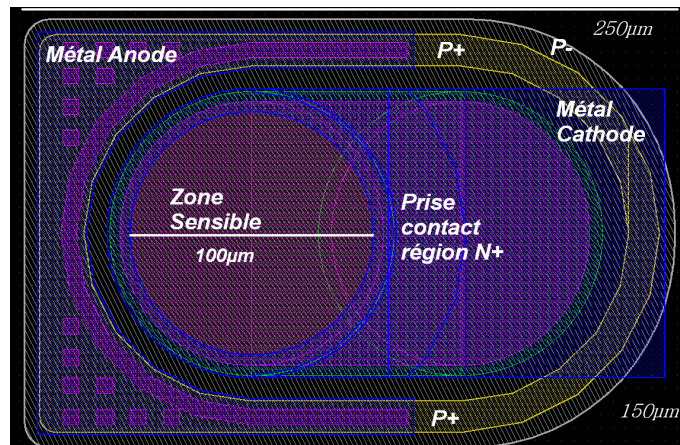 250µm
Métal Anode
P+
P-
Métal
Cathode
Zone
Sensible
100µm
Prise
contact
région N+
P+
150µm